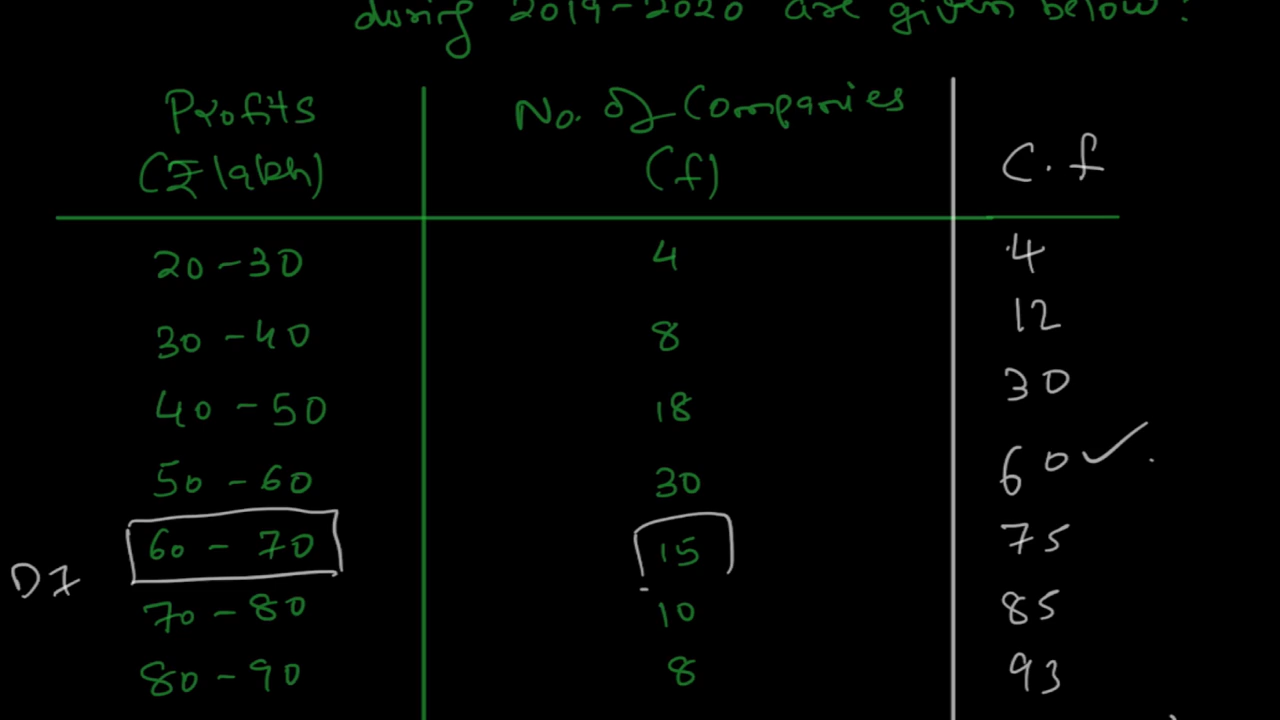 during 2019-2020 are given below:
Profits No. of Companies
(₹ lakh) (f) C.f
20-30 4 4
30-40 8 12
40-50 18 30
50-60 30 60✓.
60-70 15 75
D7
70-80 10 85
80-90 8 93